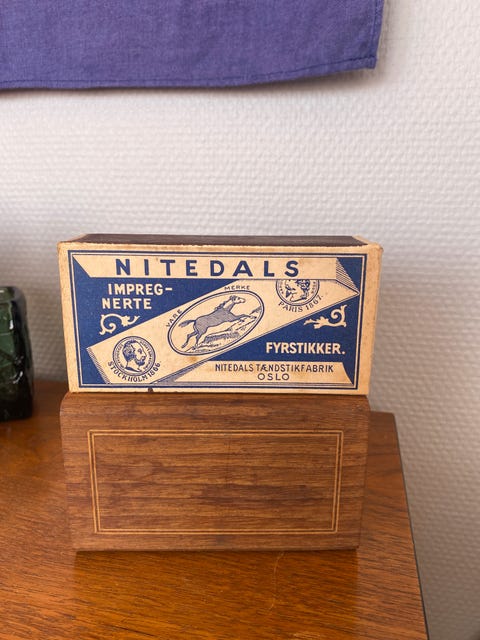 NITEDALS
IMPREG-
NERTE
VARE MERKE
PARIS 1867.
STOCKHOLM 1866
FYRSTIKKER.
NITEDALS TÆNDSTIKFABRIK
OSLO